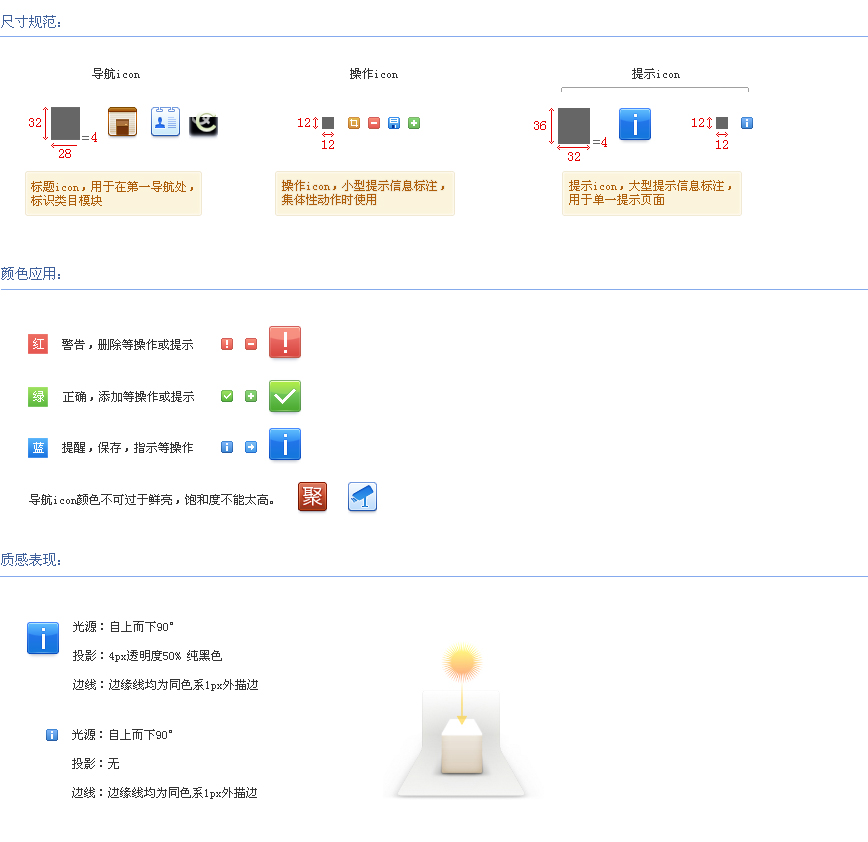 尺寸规范：
导航icon
操作icon
提示icon
32
=4
28
12
12
36
=4
32
12
12
标题icon，用于在第一导航处，
标识类目模块
操作icon，小型提示信息标注，
集体性动作时使用
提示icon，大型提示信息标注，
用于单一提示页面
颜色应用：
红 警告，删除等操作或提示
绿 正确，添加等操作或提示
蓝 提醒，保存，指示等操作
导航icon颜色不可过于鲜亮，饱和度不能太高。 聚
质感表现：
光源：自上而下90°
投影：4px透明度50% 纯黑色
边线：边缘线均为同色系1px外描边
光源：自上而下90°
投影：无
边线：边缘线均为同色系1px外描边